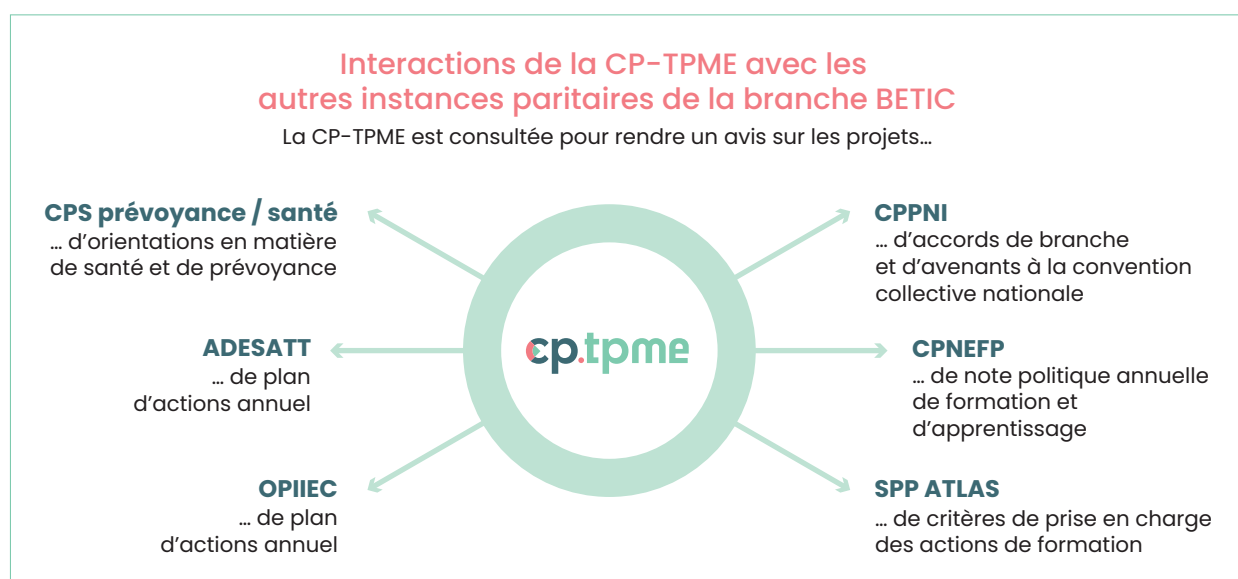 Interactions de la CP-TPME avec les
autres instances paritaires de la branche BETIC
La CP-TPME est consultée pour rendre un avis sur les projets…
CPS prévoyance / santé
… d’orientations en matière
de santé et de prévoyance
ADESATT
… de plan
d’actions annuel
OPIIEC
… de plan
d’actions annuel
cp.tpme
CPPNI
… d’accords de branche
et d’avenants à la convention
collective nationale
CPNEFP
… de note politique annuelle
de formation et
d’apprentissage
SPP ATLAS
… de critères de prise en charge
des actions de formation